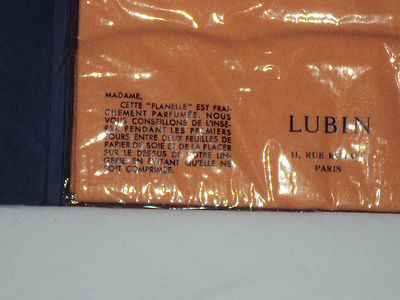 MADAME,
CETTE "FLANELLE" EST FRAI-
CHEMENT PARFUMÉE. NOUS
VOUS CONSEILLONS DE L'INSÉ-
RER PENDANT LES PREMIERS
JOURS ENTRE DEUX FEUILLES DE
PAPIER DE SOIE ET DE LA PLACER
SUR LE DESSUS DE VOTRE LIN-
GERIE, EN ÉVITANT QU'ELLE NE
SOIT COMPRIMÉE.
LUBIN
11, RUE
PARIS